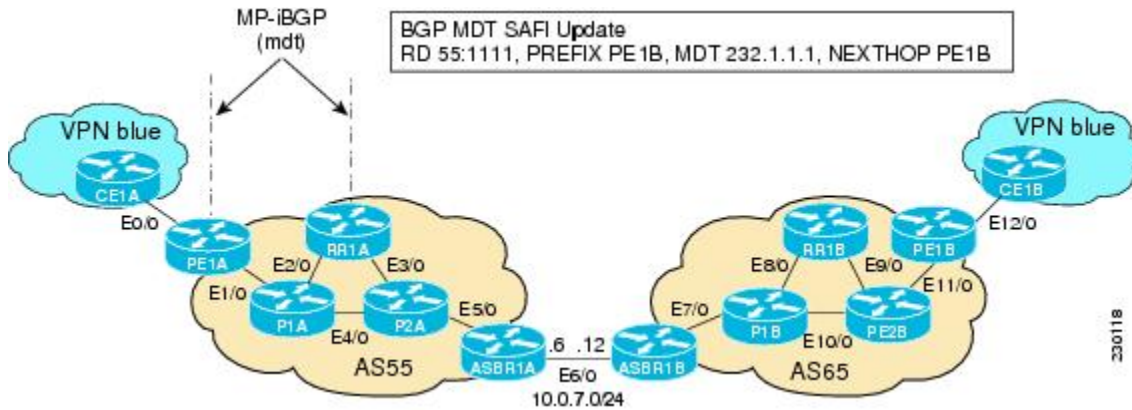 MP-iBGP
(mdt)
BGP MDT SAFI Update
RD 55:1111, PREFIX PE1B, MDT 232.1.1.1, NEXTHOP PE1B
VPN blue
CE1A
E0/0
PE1A
E1/0
E2/0
RR1A
E3/0
P1A
E4/0
P2A
E5/0
AS55
ASBR1A
.6 .12
E6/0
10.0.7.0/24
ASBR1B
E7/0
P1B
E8/0
RR1B
E9/0
E10/0
PE2B
PE1B
E11/0
AS65
VPN blue
CE1B
E12/0
230118